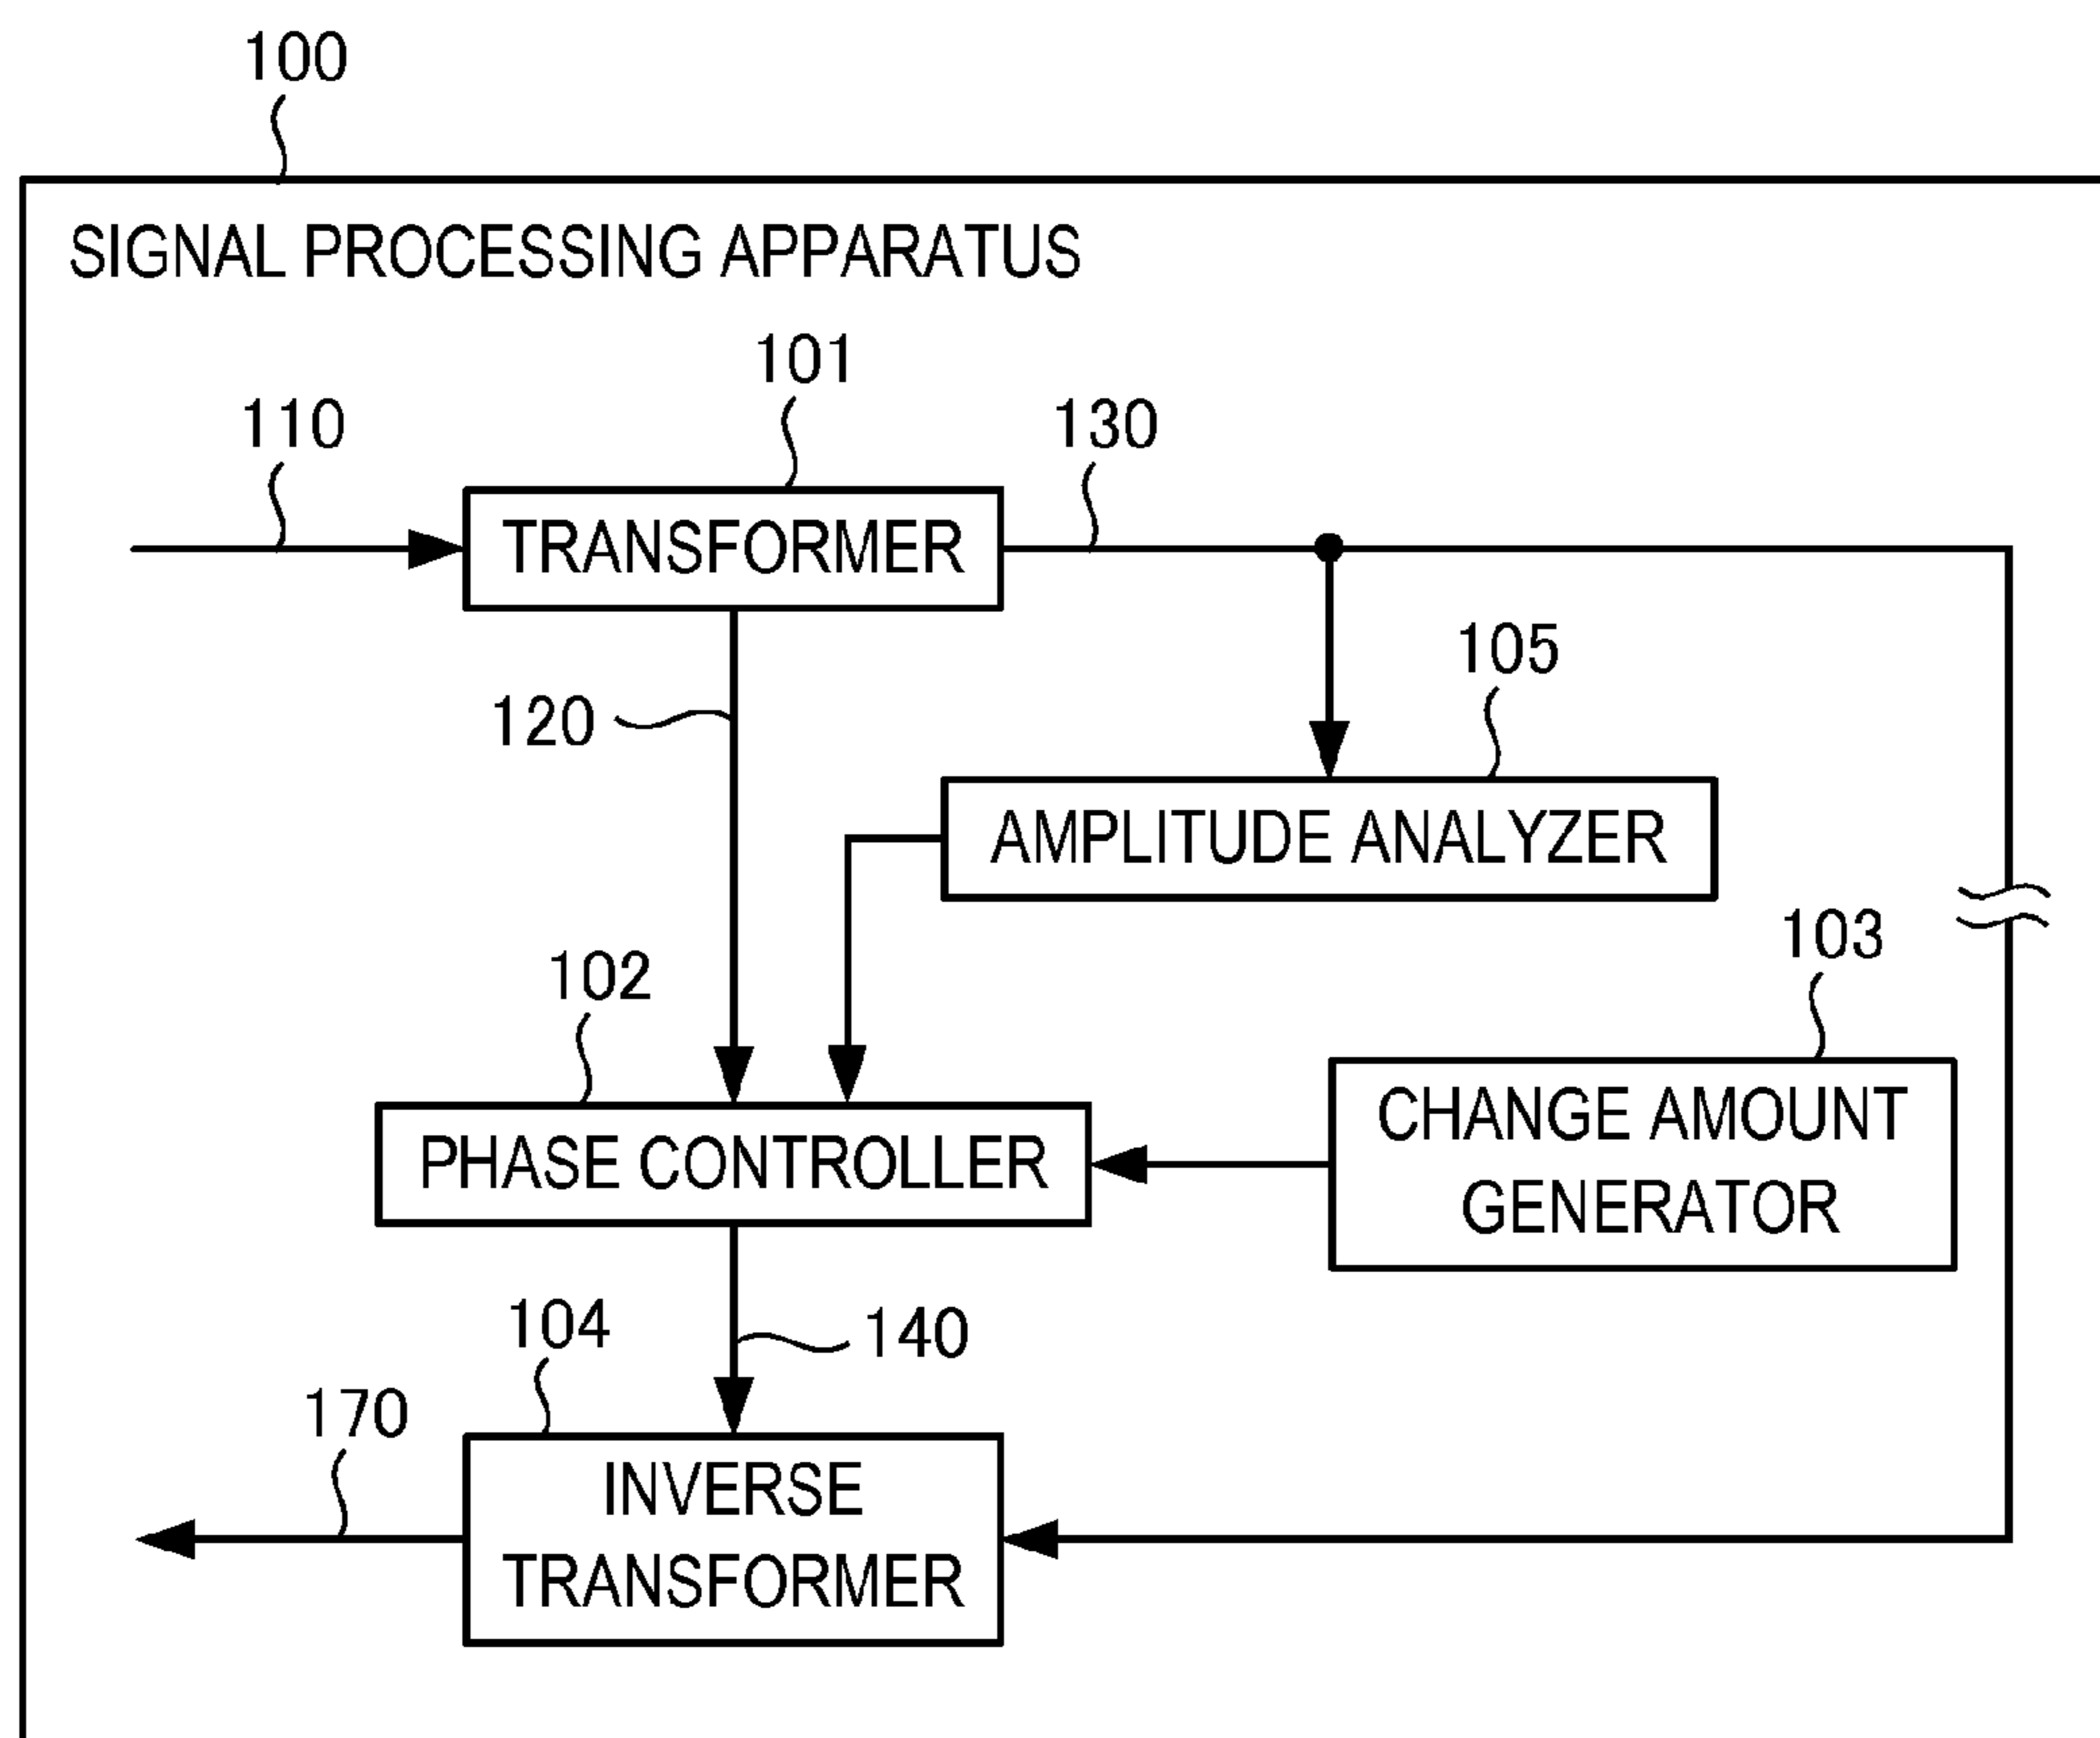 100
SIGNAL PROCESSING APPARATUS
101
110
130
TRANSFORMER
105
120
AMPLITUDE ANALYZER
103
102
CHANGE AMOUNT
GENERATOR
PHASE CONTROLLER
104
140
170
INVERSE
TRANSFORMER